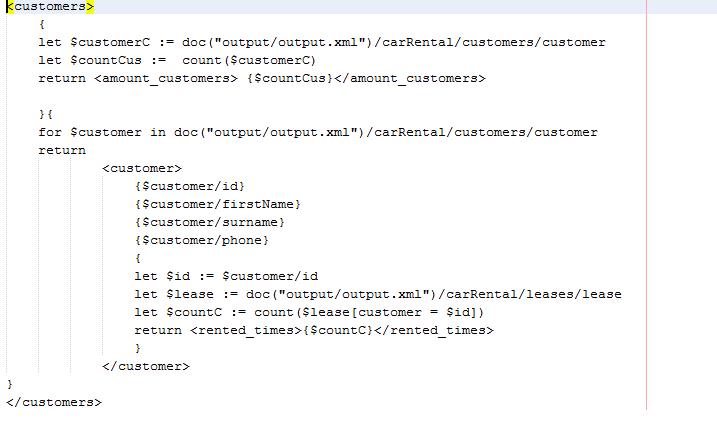 <customers>
{
let $customerC := doc("output/output.xml")/carRental/customers/customer
let $countCus := count($customerC)
return <amount_customers> {$countCus}</amount_customers>
}{
for $customer in doc("output/output.xml")/carRental/customers/customer
return
<customer>
{$customer/id}
{$customer/firstName}
{$customer/surname}
{$customer/phone}
{
let $id := $customer/id
let $lease := doc("output/output.xml")/carRental/leases/lease
let $countC := count($lease[customer = $id])
return <rented_times>{$countC}</rented_times>
}
</customer>
}
</customers>